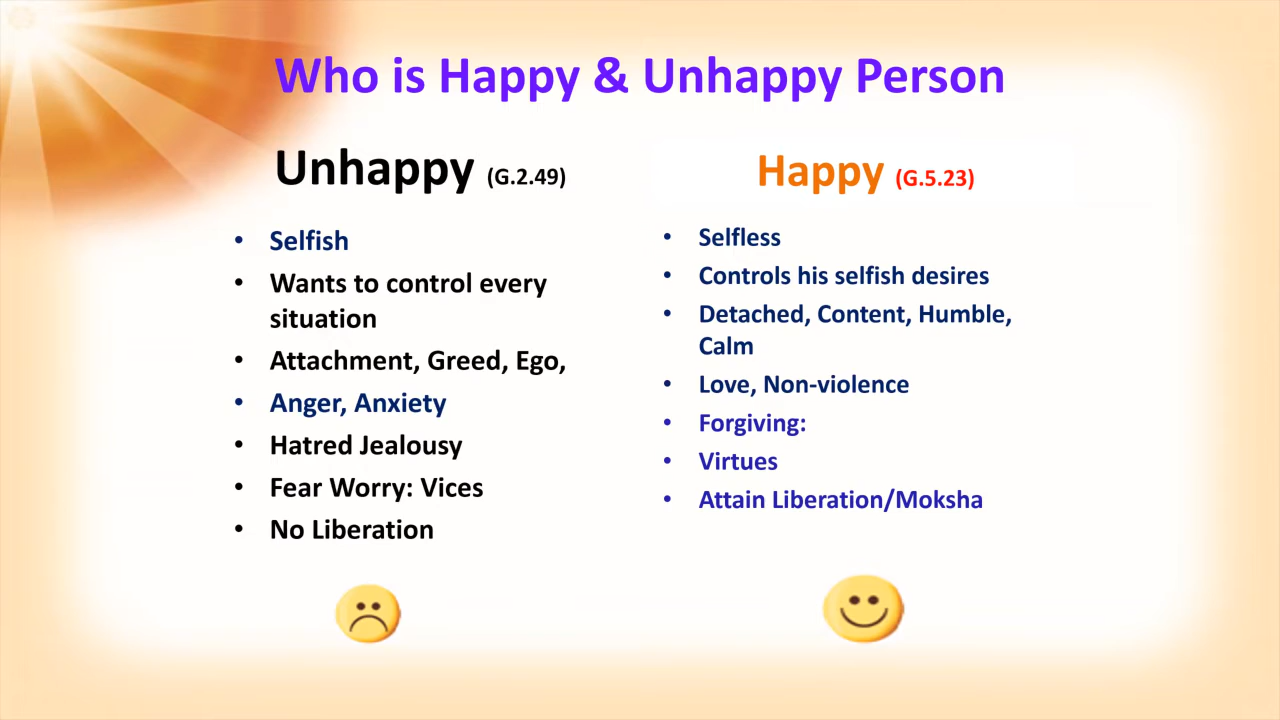 Who is Happy & Unhappy Person
Unhappy (G.2.49)
• Selfish
• Wants to control every
situation
• Attachment, Greed, Ego,
• Anger, Anxiety
• Hatred Jealousy
• Fear Worry: Vices
• No Liberation
Happy (G.5.23)
• Selfless
• Controls his selfish desires
• Detached, Content, Humble,
Calm
• Love, Non-violence
• Forgiving:
• Virtues
• Attain Liberation/Moksha